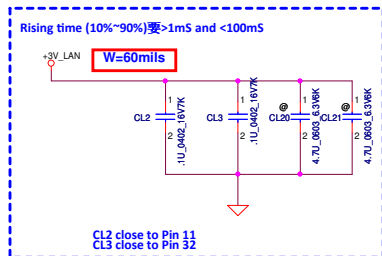 Rising time (10%~90%)要>1mS and <100mS
+3V_LAN
W=60mils
1
1
1
1
@
@
CL2
CL3
CL20
CL21
2
2
2
2
.1U_0402_16V7K
.1U_0402_16V7K
4.7U_0603_6.3V6K
4.7U_0603_6.3V6K
CL2 close to Pin 11
CL3 close to Pin 32